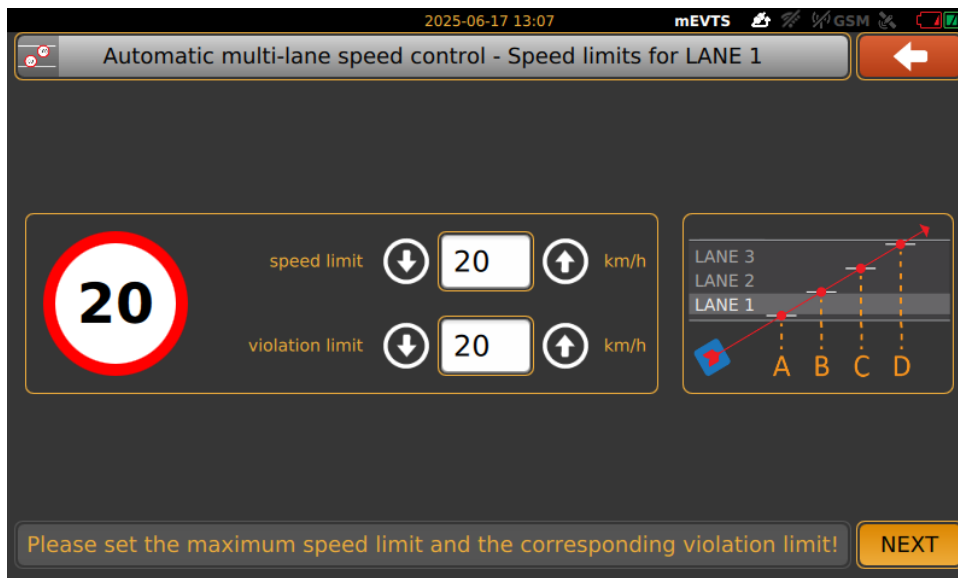 2025-06-17 13:07 mEVTS GSM
Automatic multi-lane speed control - Speed limits for LANE 1
20
speed limit 20 km/h
violation limit 20 km/h
LANE 3
LANE 2
LANE 1
A B C D
Please set the maximum speed limit and the corresponding violation limit!
NEXT